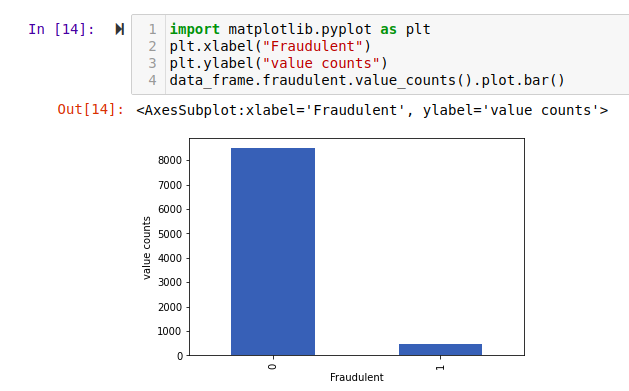 In [14]:
1 import matplotlib.pyplot as plt
2 plt.xlabel("Fraudulent")
3 plt.ylabel("value counts")
4 data_frame.fraudulent.value_counts().plot.bar()
Out[14]: <AxesSubplot:xlabel='Fraudulent', ylabel='value counts'>
8000
7000
6000
5000
4000
3000
2000
1000
0
value counts
0 1
Fraudulent